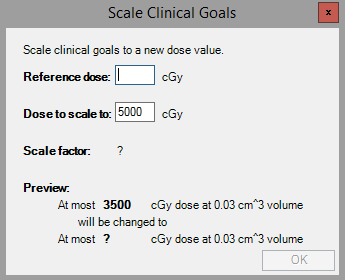 Scale Clinical Goals
x
Scale clinical goals to a new dose value.
Reference dose: cGy
Dose to scale to: 5000 cGy
Scale factor: ?
Preview:
At most 3500 cGy dose at 0.03 cm^3 volume
will be changed to
At most ? cGy dose at 0.03 cm^3 volume
OK